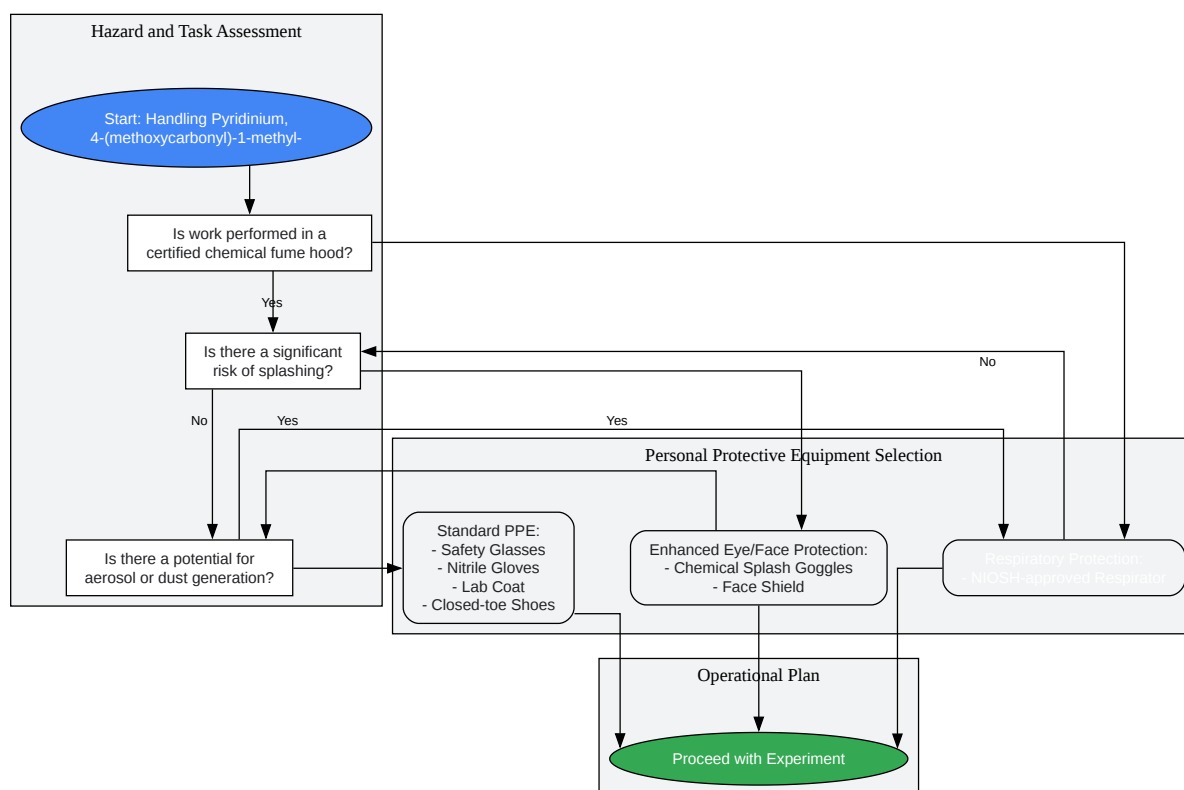 Hazard and Task Assessment
Start: Handling Pyridinium,
4-(methoxycarbonyl)-1-methyl-
Is work performed in a
certified chemical fume hood?
Yes
Is there a significant
risk of splashing?
No
No
Yes
Yes
Personal Protective Equipment Selection
Standard PPE:
- Safety Glasses
- Nitrile Gloves
- Lab Coat
- Closed-toe Shoes
Enhanced Eye/Face Protection:
- Chemical Splash Goggles
- Face Shield
Respiratory Protection:
- NIOSH-approved Respirator
Is there a potential for
aerosol or dust generation?
Operational Plan
Proceed with Experiment